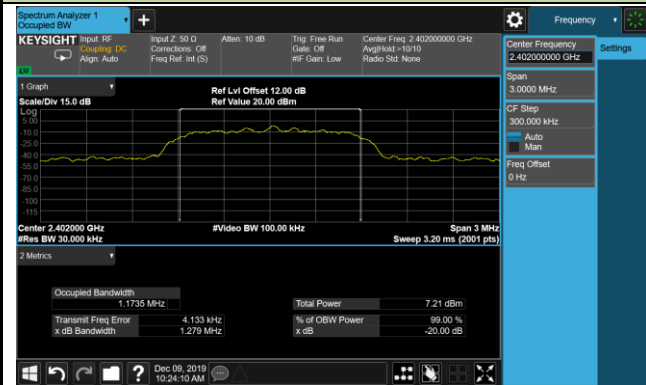 Spectrum Analyzer 1
Occupied BW
Frequency
KEYSIGHT
Input: RF
Coupling: DC
Align: Auto
Input Z: 50 Ω
Corrections: Off
Freq Ref: Int (S)
Atten: 10 dB
Trig: Free Run
Gate: Off
#IF Gain: Low
Center Freq: 2.402000000 GHz
Avg|Hold:>10/10
Radio Std: None
Center Frequency
2.402000000 GHz
Settings
Span
3.0000 MHz
CF Step
300.000 kHz
Auto
Man
Freq Offset
0 Hz
1 Graph
Scale/Div 15.0 dB
Ref Lvl Offset 12.00 dB
Ref Value 20.00 dBm
Log
5.00
-10.0
-25.0
-40.0
-55.0
-70.0
-85.0
-100
-115
Center 2.402000 GHz
#Res BW 30.000 kHz
#Video BW 100.00 kHz
Span 3 MHz
Sweep 3.20 ms (2001 pts)
2 Metrics
Occupied Bandwidth
1.1735 MHz
Total Power 7.21 dBm
Transmit Freq Error 4.133 kHz
% of OBW Power 99.00 %
x dB Bandwidth 1.279 MHz
x dB -20.00 dB
?
Dec 09, 2019
10:24:10 AM